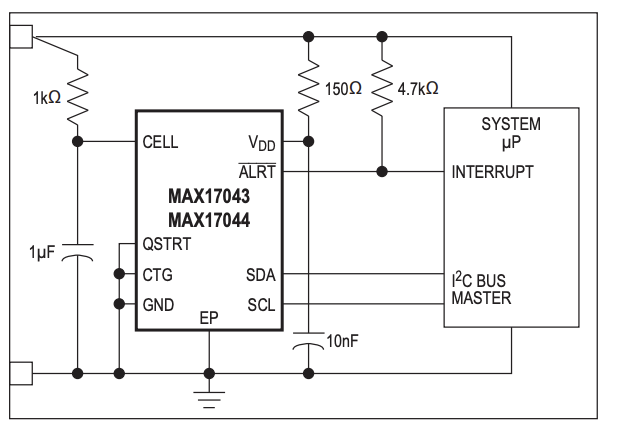 1kΩ
150Ω
4.7kΩ
SYSTEM
µP
CELL
VDD
ALRT
INTERRUPT
MAX17043
MAX17044
1µF
QSTRT
CTG
SDA
I²C BUS
MASTER
GND
SCL
EP
10nF